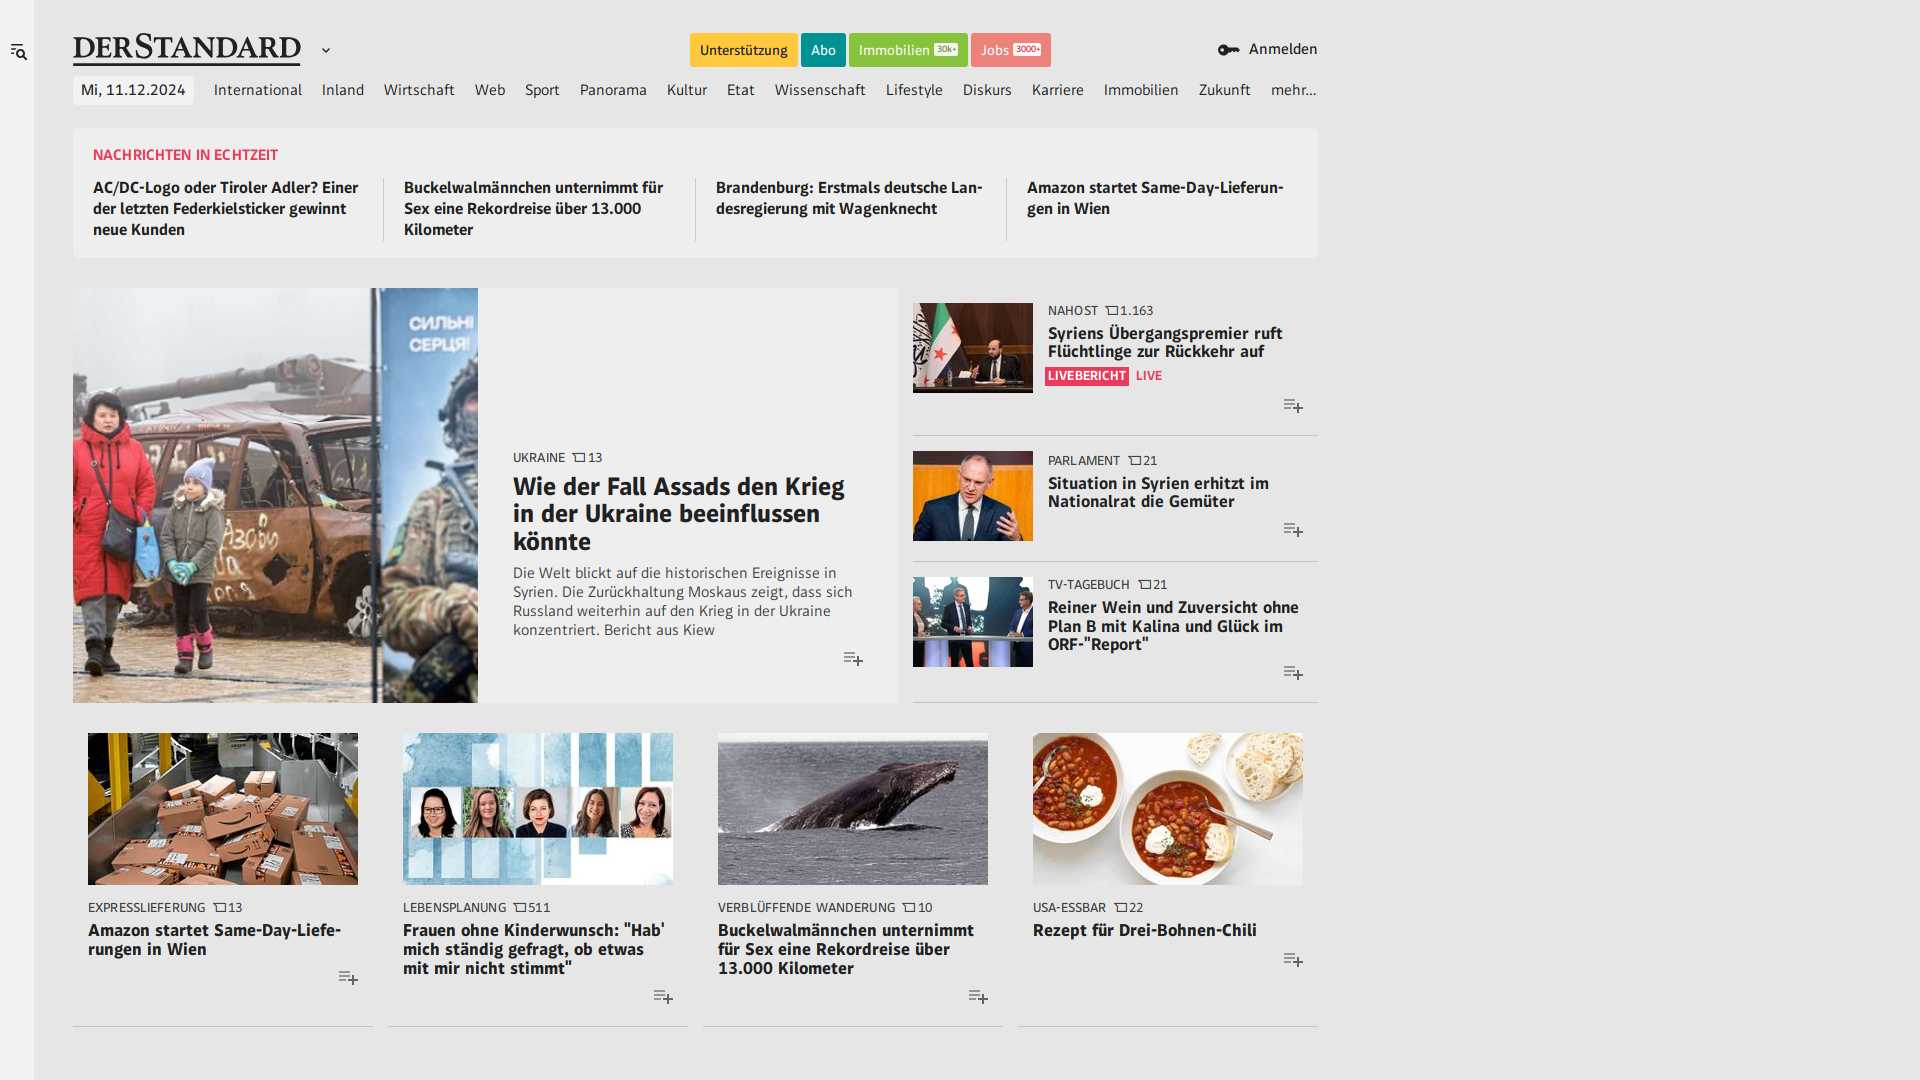 DERSTANDARD
Unterstützung
Abo
Immobilien 30k+
Jobs 3000+
Anmelden
Mi, 11.12.2024
International
Inland
Wirtschaft
Web
Sport
Panorama
Kultur
Etat
Wissenschaft
Lifestyle
Diskurs
Karriere
Immobilien
Zukunft
mehr...
NACHRICHTEN IN ECHTZEIT
AC/DC-Logo oder Tiroler Adler? Einer
der letzten Federkielsticker gewinnt
neue Kunden
Buckelwalmännchen unternimmt für
Sex eine Rekordreise über 13.000
Kilometer
Brandenburg: Erstmals deutsche Lan-
desregierung mit Wagenknecht
Amazon startet Same-Day-Lieferun-
gen in Wien
СИЛЬНІ
СЕРЦЯ!
UKRAINE 13
Wie der Fall Assads den Krieg
in der Ukraine beeinflussen
könnte
Die Welt blickt auf die historischen Ereignisse in
Syrien. Die Zurückhaltung Moskaus zeigt, dass sich
Russland weiterhin auf den Krieg in der Ukraine
konzentriert. Bericht aus Kiew
NAHOST 1.163
Syriens Übergangspremier ruft
Flüchtlinge zur Rückkehr auf
LIVEBERICHT LIVE
PARLAMENT 21
Situation in Syrien erhitzt im
Nationalrat die Gemüter
TV-TAGEBUCH 21
Reiner Wein und Zuversicht ohne
Plan B mit Kalina und Glück im
ORF-"Report"
EXPRESSLIEFERUNG 13
Amazon startet Same-Day-Liefe-
rungen in Wien
LEBENSPLANUNG 511
Frauen ohne Kinderwunsch: "Hab'
mich ständig gefragt, ob etwas
mit mir nicht stimmt"
VERBLÜFFENDE WANDERUNG 10
Buckelwalmännchen unternimmt
für Sex eine Rekordreise über
13.000 Kilometer
USA-ESSBAR 22
Rezept für Drei-Bohnen-Chili